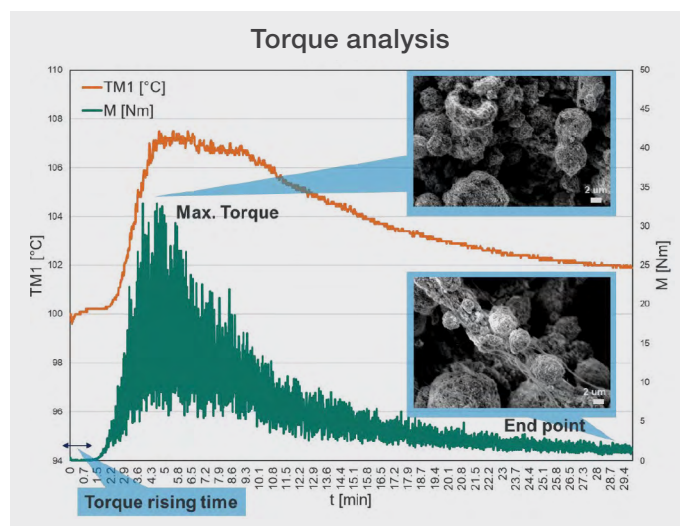 Torque analysis
110
108
106
104
102
100
98
96
94
TM1 [°C]
TM1 [°C]
M [Nm]
50
45
40
35
30
25
20
15
10
5
0
M [Nm]
2 um
Max. Torque
2 um
End point
0 0.7 1.5 2.2 2.9 3.6 4.3 5 5.8 6.5 7.2 7.9 8.6 9.3 10.1 10.8 11.5 12.2 12.9 13.6 14.4 15.1 15.8 16.5 17.2 17.9 18.7 19.4 20.1 20.8 21.5 22.2 23 23.7 24.4 25.1 25.8 26.5 27.3 28 28.7 29.4
Torque rising time
t [min]